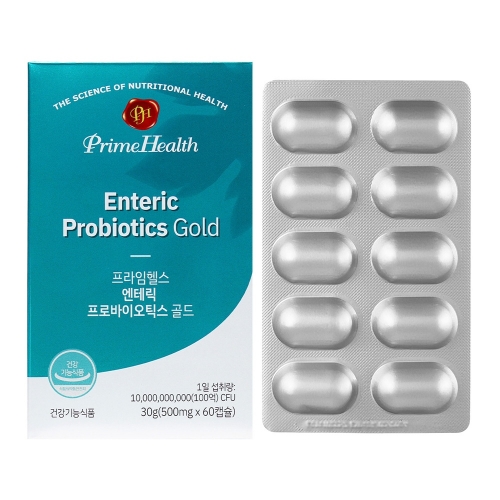 THE SCIENCE OF NUTRITIONAL HEALTH
PH
PrimeHealth
Enteric
Probiotics Gold
프라임헬스
엔테릭
프로바이오틱스 골드
건강
기능식품
건강기능식품
1일 섭취량:
10,000,000,000(100억) CFU
30g(500mg x 60캡슐)